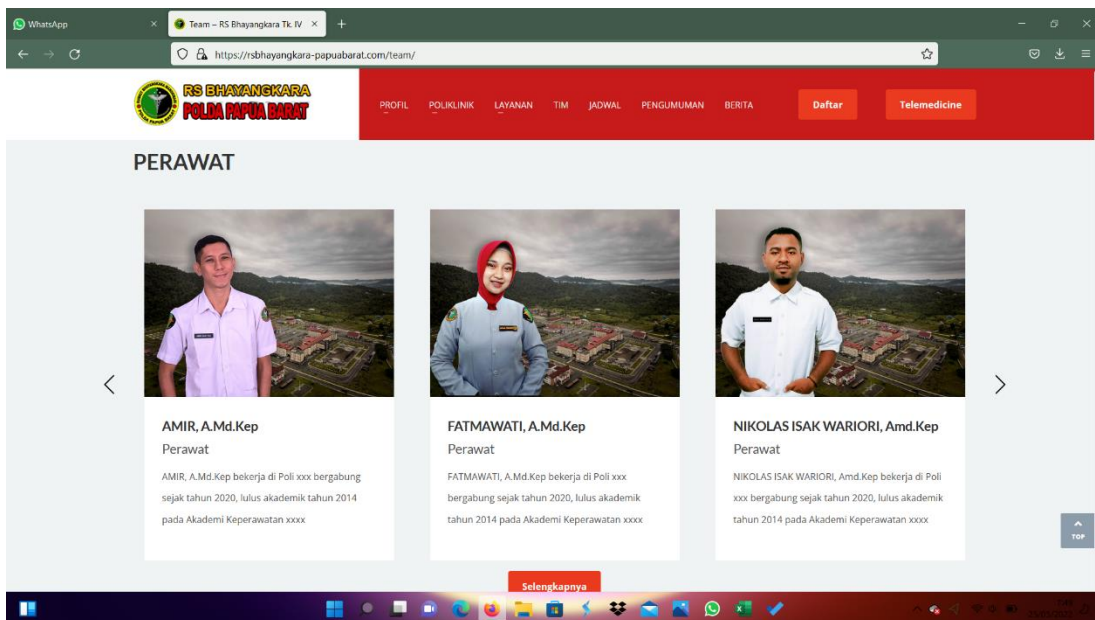 WhatsApp
Team – RS Bhayangkara Tk. IV
https://rsbhayangkara-papuabarat.com/team/
RS BHAYANGKARA
POLDA PAPUA BARAT
PROFIL POLIKLINIK LAYANAN TIM JADWAL PENGUMUMAN BERITA Daftar Telemedicine
PERAWAT
AMIR, A.Md.Kep
Perawat
AMIR, A.Md.Kep bekerja di Poli xxx bergabung
sejak tahun 2020, lulus akademik tahun 2014
pada Akademi Keperawatan xxxx
FATMAWATI, A.Md.Kep
Perawat
FATMAWATI, A.Md.Kep bekerja di Poli xxx
bergabung sejak tahun 2020, lulus akademik
tahun 2014 pada Akademi Keperawatan xxxx
NIKOLAS ISAK WARIORI, Amd.Kep
Perawat
NIKOLAS ISAK WARIORI, Amd.Kep bekerja di Poli
xxx bergabung sejak tahun 2020, lulus akademik
tahun 2014 pada Akademi Keperawatan xxxx
TOP
Selengkapnya